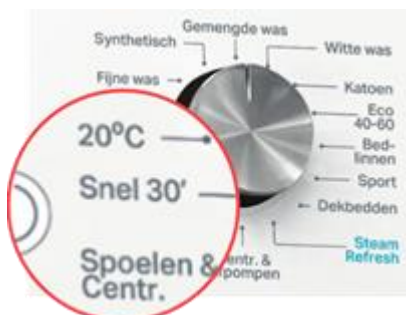 Gemengde was
Synthetisch
Witte was
Fijne was
Katoen
Eco
40-60
20°C
Bed-
linnen
Snel 30'
Sport
Dekbedden
Spoelen &
Centr.
entr. &
pompen
Steam
Refresh